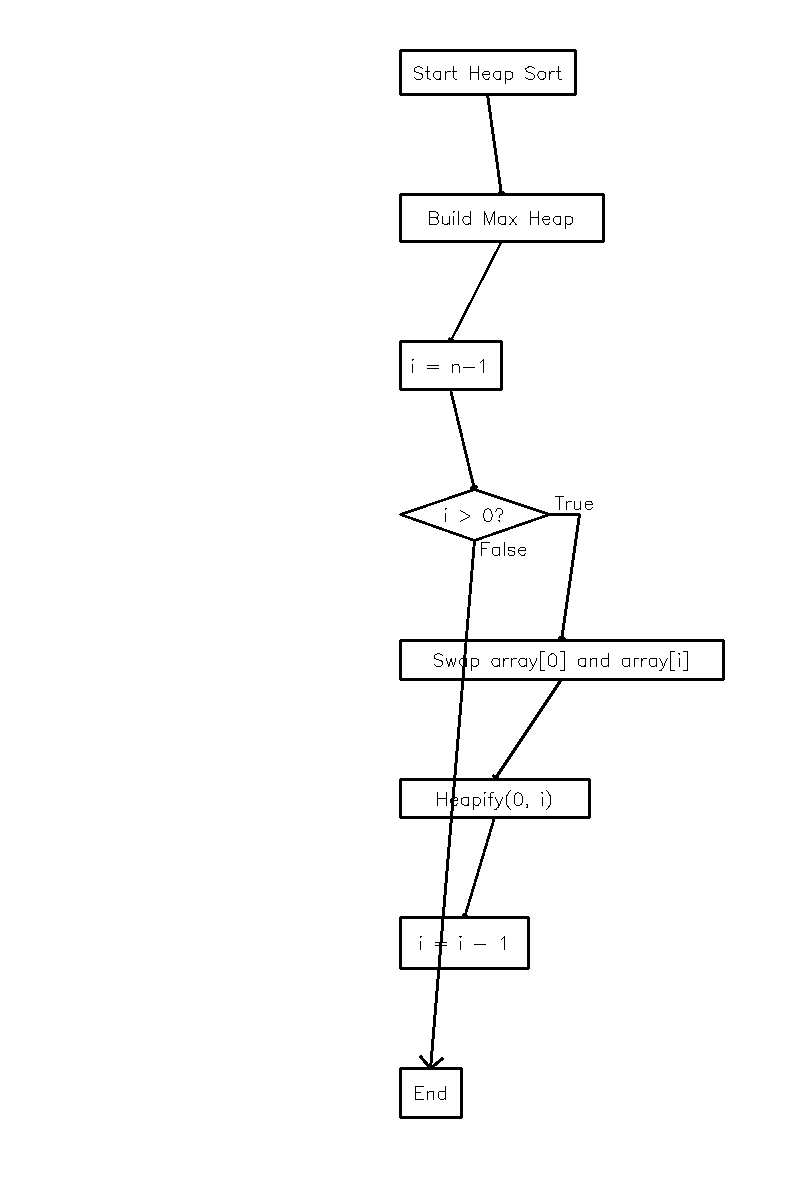 Start Heap Sort
Build Max Heap
i = n-1
i > 0?
True
False
Swap array[0] and array[i]
Heapify(0, i)
i = i - 1
End